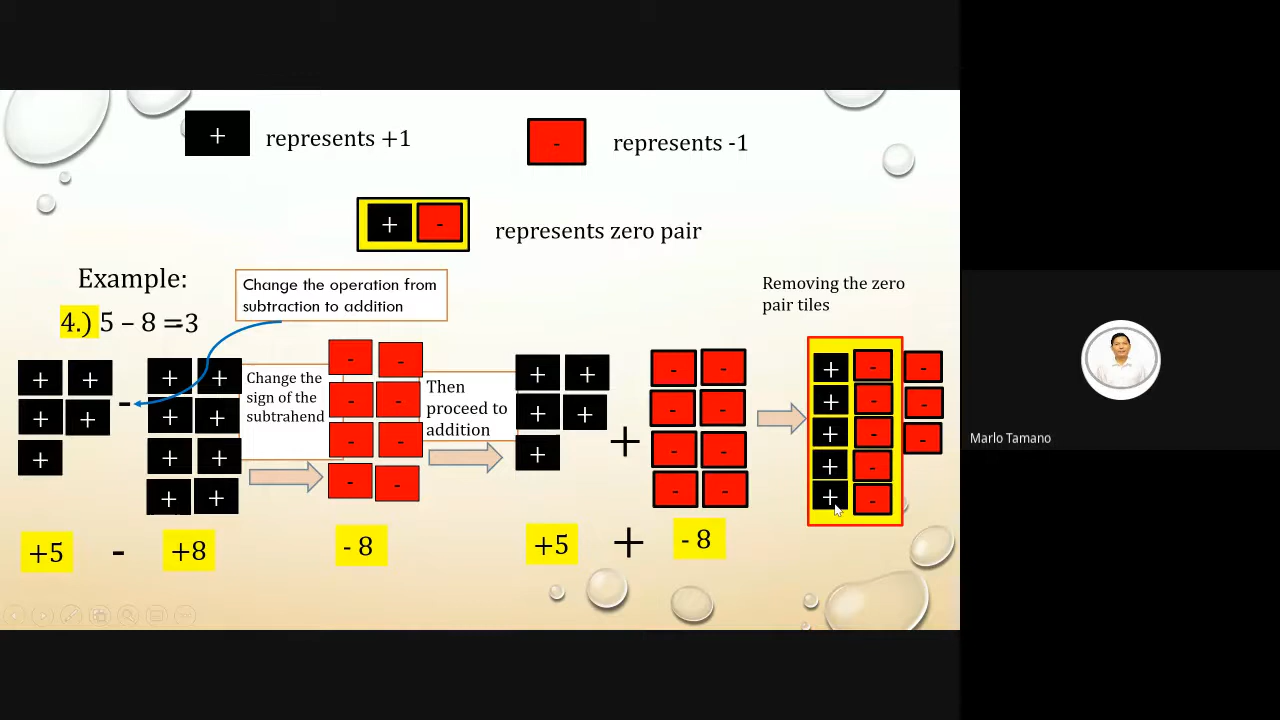 + represents +1
- represents -1
+ - represents zero pair
Example:
4.) 5 – 8 =-3
Change the operation from
subtraction to addition
Removing the zero
pair tiles
+ +
+ +
+
-
+ +
+ +
+ +
+ +
Change the
sign of the
subtrahend
- -
- -
- -
- -
Then
proceed to
addition
+ +
+ +
+
+
- -
- -
- -
- -
+ - -
+ - -
+ - -
+ -
+ -
+5 - +8 - 8 +5 + - 8
Marlo Tamano